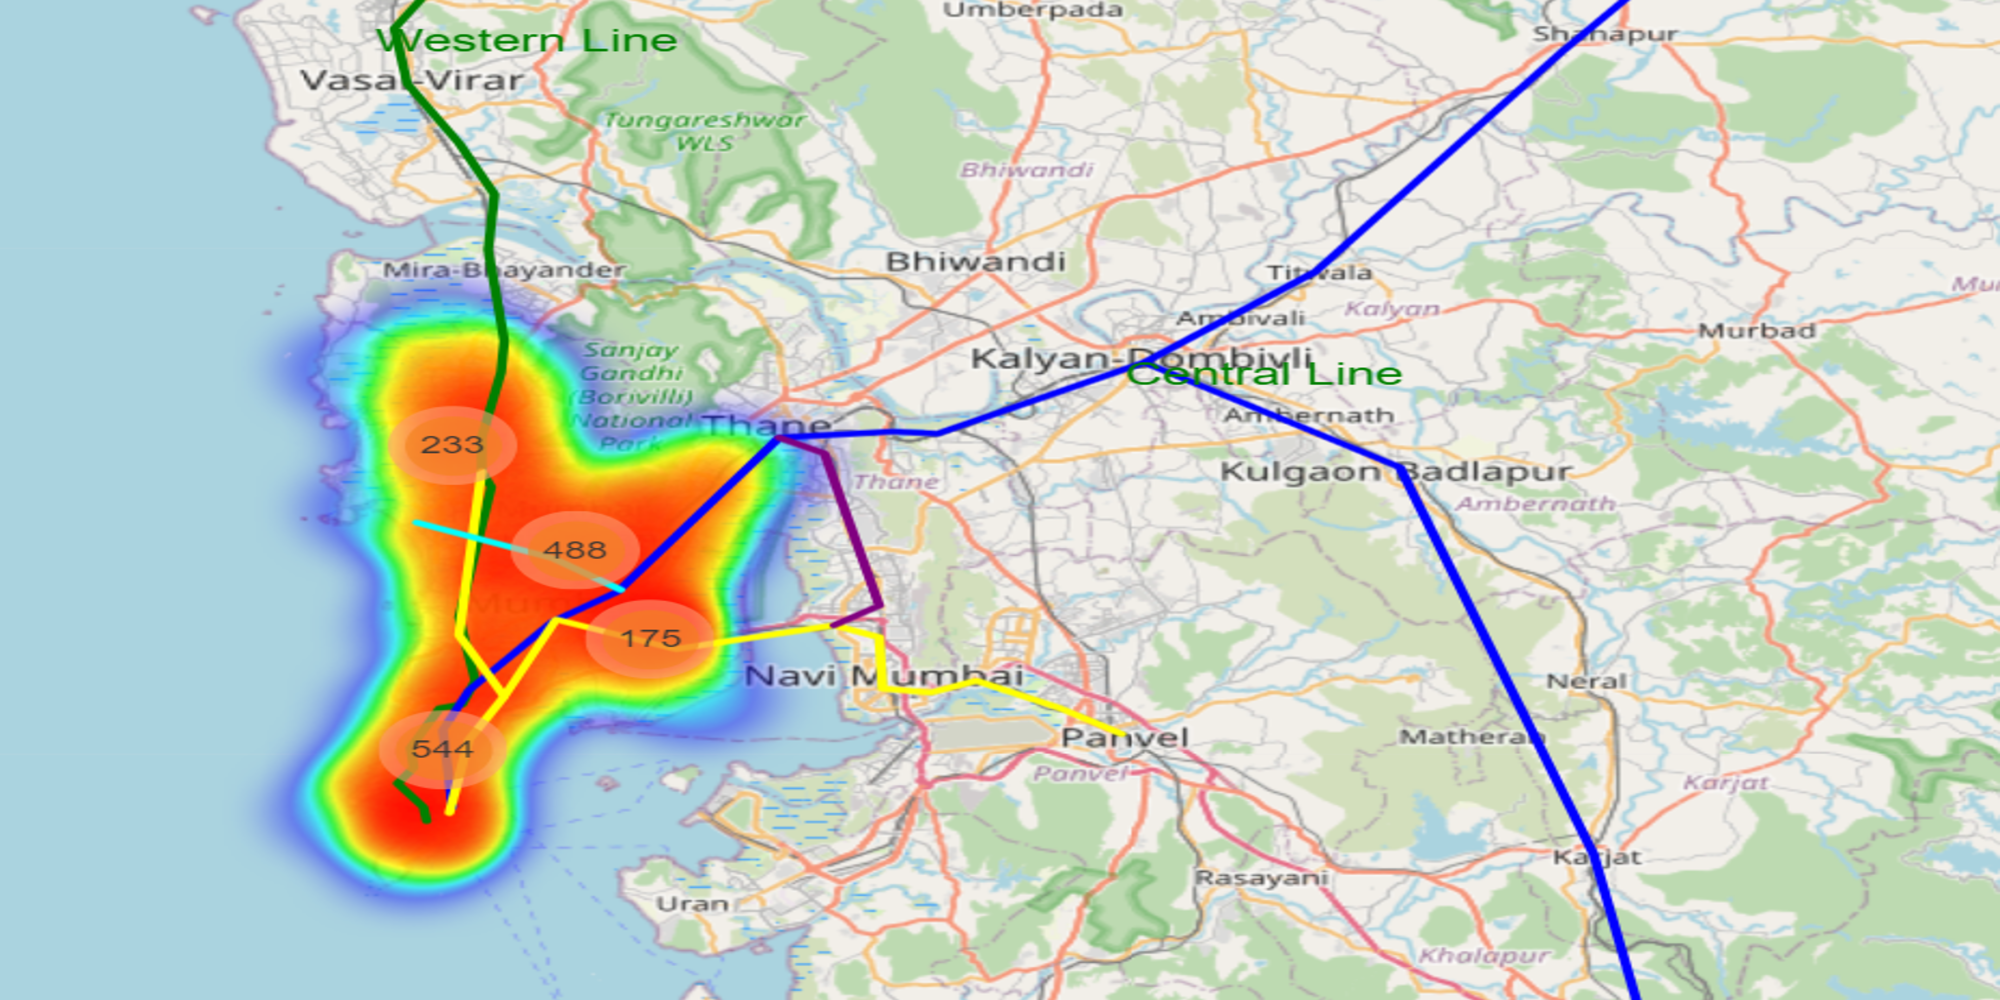 Umberpada
Shahapur
Western Line
Vasai-Virar
Tungareshwar
WLS
Bhiwandi
Mira-Bhayander
Bhiwandi
Titwala
Kalyan
Ambivali
Murbad
Sanjay
Gandhi
(Borivilli)
National
Park
Kalyan-Dombivli
Central Line
Thane
Ambernath
233
Kulgaon Badlapur
Thane
Ambernath
488
175
Navi Mumbai
Neral
544
Panvel
Matheran
Panvel
Karjat
Karjat
Rasayani
Uran
Khalapur